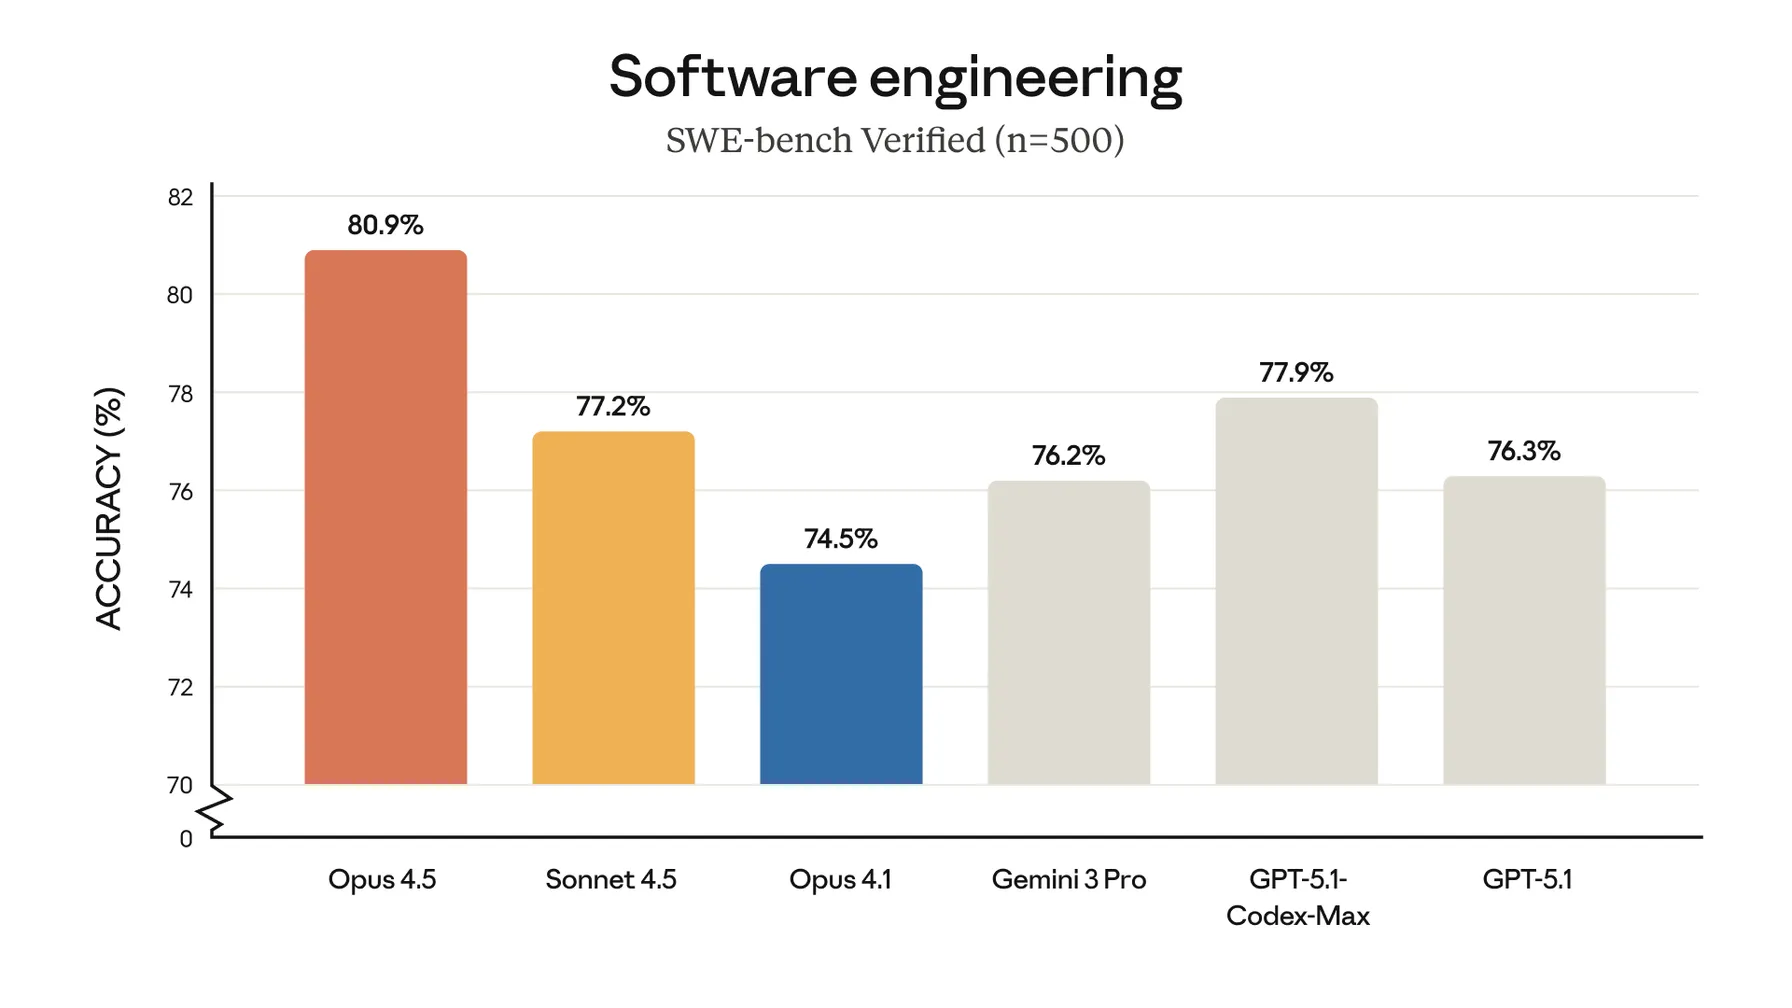 Software engineering
SWE-bench Verified (n=500)
ACCURACY (%)
82
80
78
76
74
72
70
0
80.9%
77.2%
74.5%
76.2%
77.9%
76.3%
Opus 4.5
Sonnet 4.5
Opus 4.1
Gemini 3 Pro
GPT-5.1-
Codex-Max
GPT-5.1